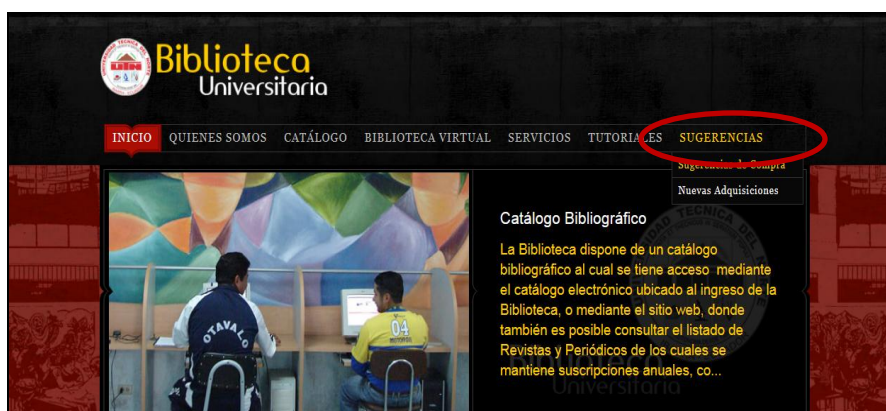 Biblioteca
Universitaria
INICIO QUIENES SOMOS CATÁLOGO BIBLIOTECA VIRTUAL SERVICIOS TUTORIALES SUGERENCIAS
Sugerencias de Compra
Nuevas Adquisiciones
Catálogo Bibliográfico
La Biblioteca dispone de un catálogo
bibliográfico al cual se tiene acceso mediante
el catálogo electrónico ubicado al ingreso de la
Biblioteca, o mediante el sitio web, donde
también es posible consultar el listado de
Revistas y Periódicos de los cuales se
mantiene suscripciones anuales, co...
OTAVALO
04
Universitaria